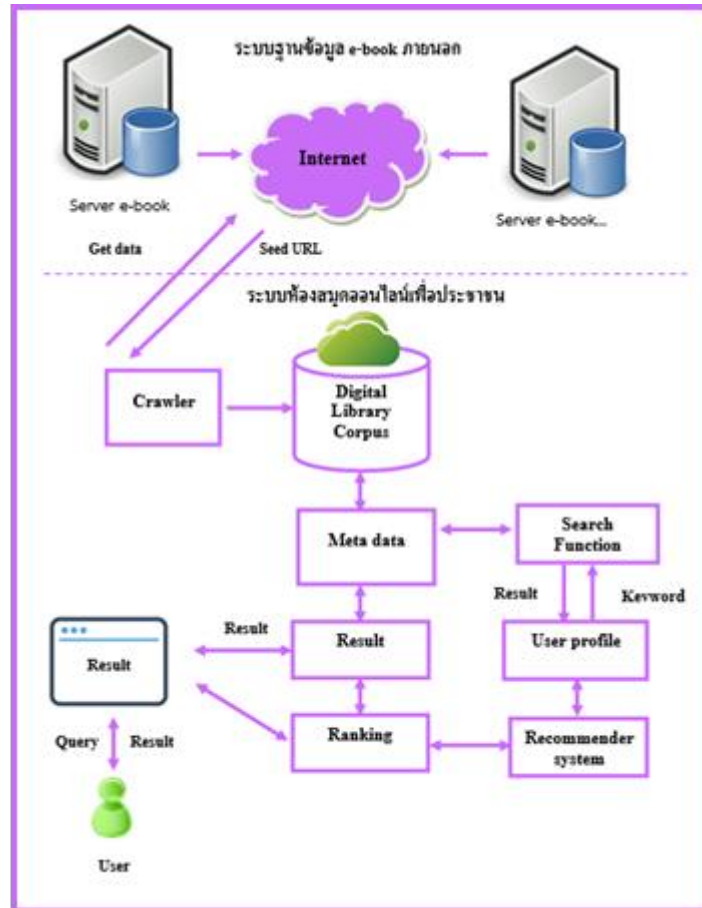 ระบบฐานข้อมูล e-book ภายนอก
Internet
Server e-book
Server e-book...
Get data
Seed URL
ระบบห้องสมุดออนไลน์เพื่อประชาชน
Crawler
Digital
Library
Corpus
Meta data
Search
Function
Result
Keyword
Result
Result
Result
User profile
Query
Result
Ranking
Recommender
system
User